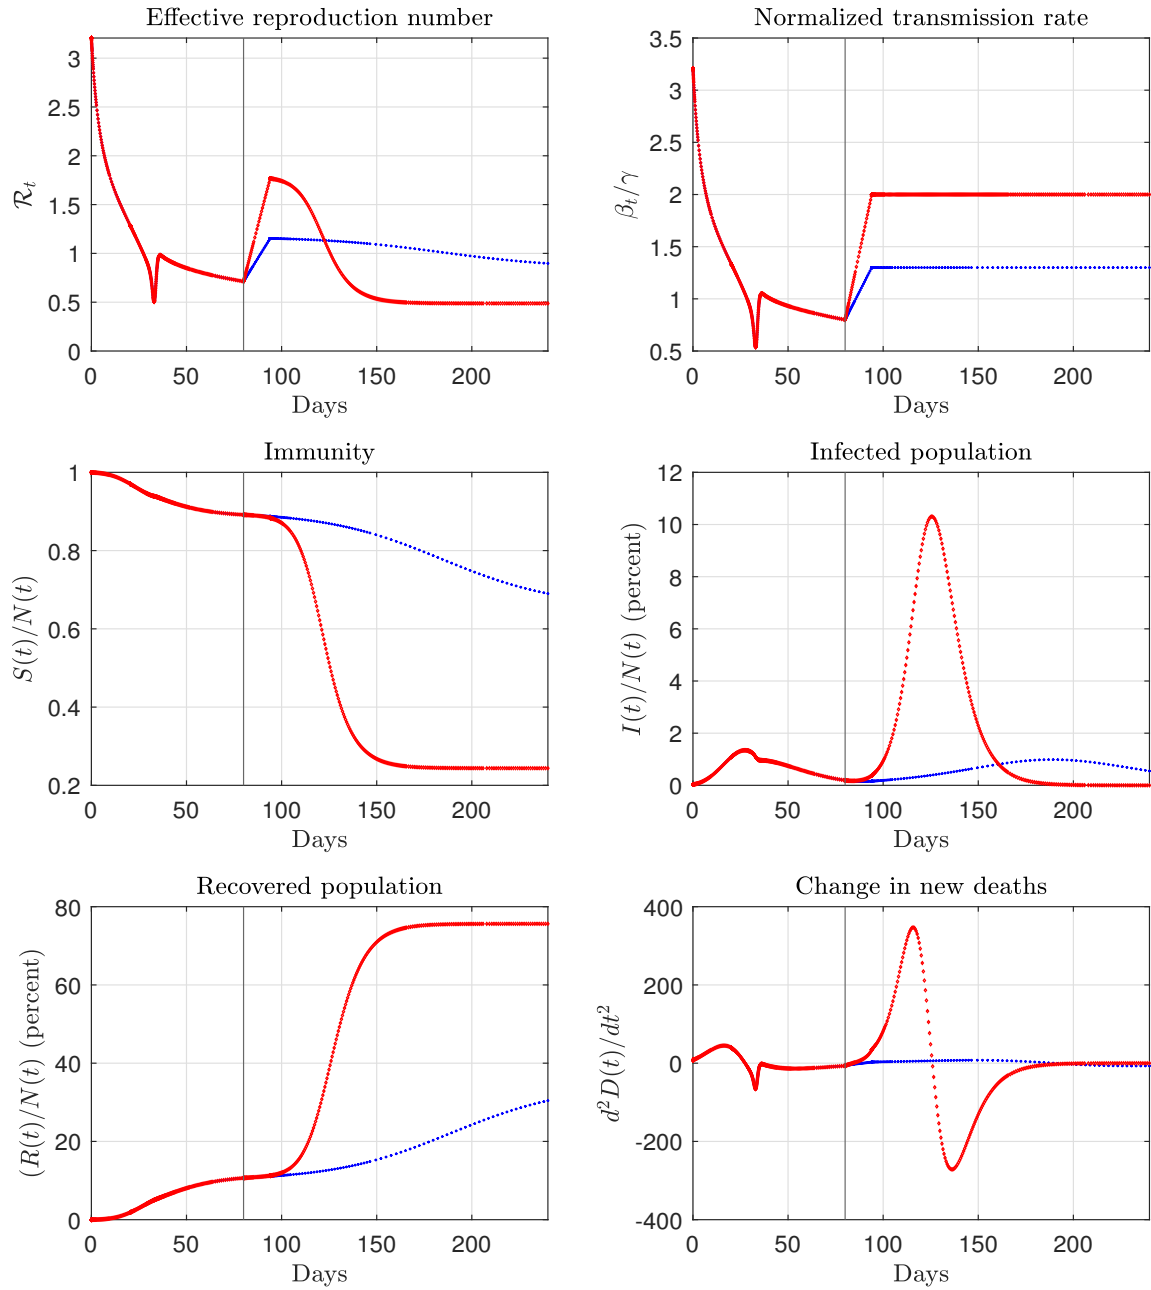 Effective reproduction number
3
2.5
2
1.5
1
0.5
0
ℛₜ
0 50 100 150 200
Days
Normalized transmission rate
3.5
3
2.5
2
1.5
1
0.5
βₜ/γ
0 50 100 150 200
Days
Immunity
1
0.8
0.6
0.4
0.2
S(t)/N(t)
0 50 100 150 200
Days
Infected population
12
10
8
6
4
2
0
I(t)/N(t) (percent)
0 50 100 150 200
Days
Recovered population
80
60
40
20
0
(R(t)/N(t) (percent)
0 50 100 150 200
Days
Change in new deaths
400
200
0
-200
-400
d²D(t)/dt²
0 50 100 150 200
Days